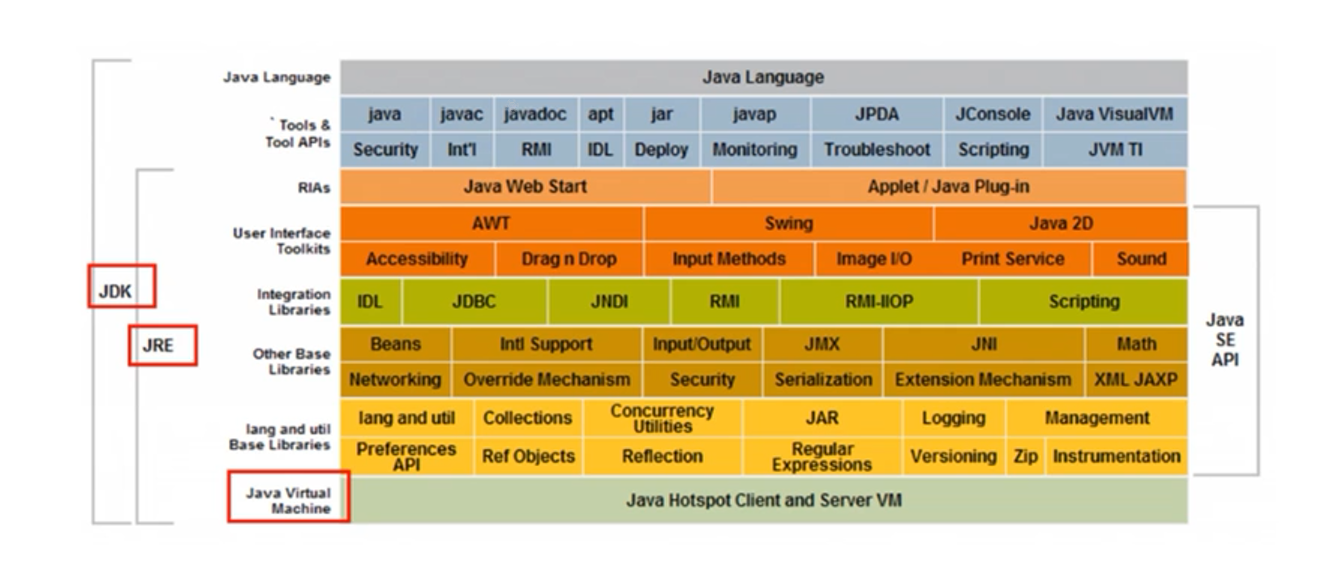 Java Language
Java Language
` Tools &
Tool APIs
java javac javadoc apt jar javap JPDA JConsole Java VisualVM
Security Int'l RMI IDL Deploy Monitoring Troubleshoot Scripting JVM TI
RIAs
Java Web Start Applet / Java Plug-in
User Interface
Toolkits
AWT Swing Java 2D
Accessibility Drag n Drop Input Methods Image I/O Print Service Sound
JDK
Integration
Libraries
IDL JDBC JNDI RMI RMI-IIOP Scripting
Java
SE
API
JRE
Other Base
Libraries
Beans Intl Support Input/Output JMX JNI Math
Networking Override Mechanism Security Serialization Extension Mechanism XML JAXP
lang and util
Base Libraries
lang and util Collections Concurrency
Utilities JAR Logging Management
Preferences
API Ref Objects Reflection Regular
Expressions Versioning Zip Instrumentation
Java Virtual
Machine
Java Hotspot Client and Server VM